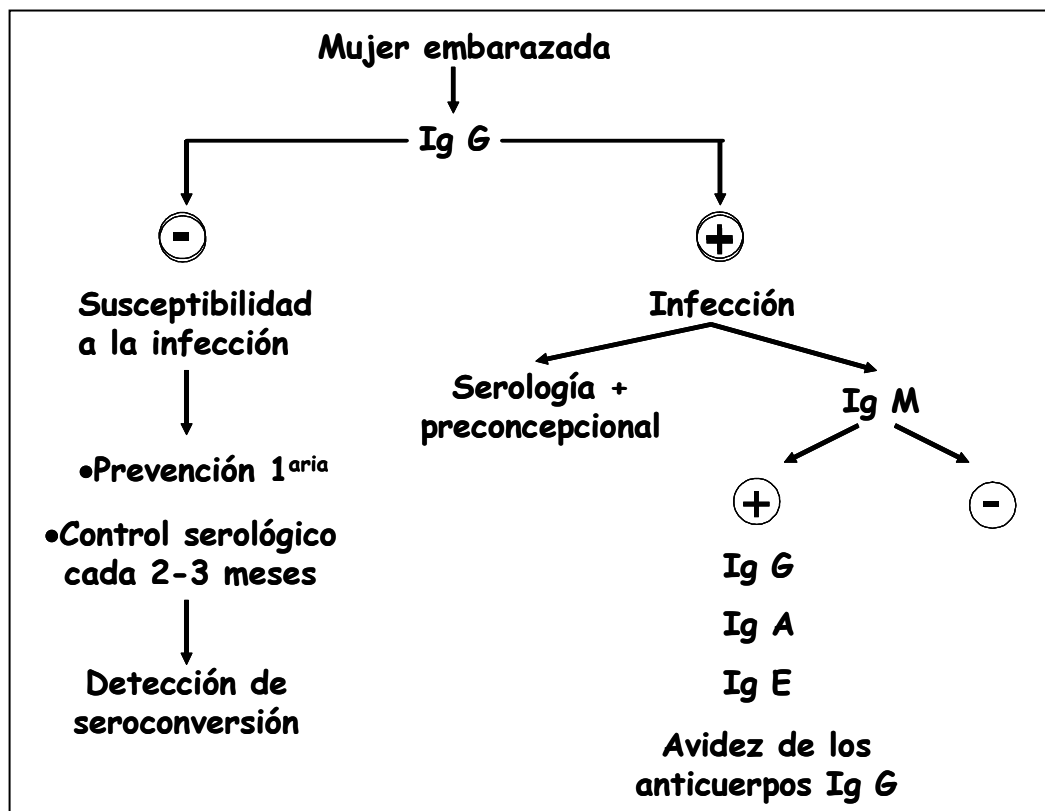 Mujer embarazada
Ig G
-
+
Susceptibilidad
a la infección
Infección
Serología +
preconcepcional
Ig M
•Prevención 1aria
+
-
•Control serológico
cada 2-3 meses
Ig G
Ig A
Ig E
Detección de
seroconversión
Avidez de los
anticuerpos Ig G